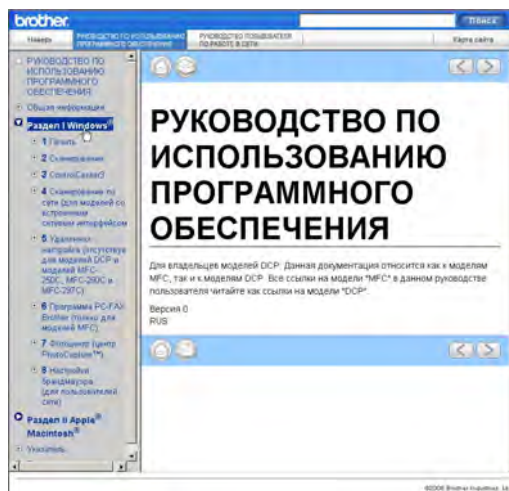 brother
Поиск
Наверх
РУКОВОДСТВО ПО ИСПОЛЬЗОВАНИЮ
ПРОГРАММНОГО ОБЕСПЕЧЕНИЯ
РУКОВОДСТВО ПОЛЬЗОВАТЕЛЯ
ПО РАБОТЕ В СЕТИ
Карта сайта
РУКОВОДСТВО ПО
ИСПОЛЬЗОВАНИЮ
ПРОГРАММНОГО
ОБЕСПЕЧЕНИЯ
Общая информация
Раздел I Windows®
1 Печать
2 Сканирование
3 ControlCenter3
4 Сканирование по
сети (для моделей со
встроенным
сетевым интерфейсом
5 Удаленная
настройка (отсутствует
для моделей DCP и
моделей MFC-
250C, MFC-290C и
MFC-297C)
6 Программа PC-FAX
Brother (только для
моделей MFC)
7 Фотоцентр (центр
PhotoCapture™)
8 Настройка
брандмауэра
(для пользователей
сети)
Раздел II Apple®
Macintosh®
Указатель
РУКОВОДСТВО ПО
ИСПОЛЬЗОВАНИЮ
ПРОГРАММНОГО
ОБЕСПЕЧЕНИЯ
Для владельцев моделей DCP: Данная документация относится как к моделям
MFC, так и к моделям DCP. Все ссылки на модели "MFC" в данном руководстве
пользователя читайте как ссылки на модели "DCP".
Версия 0
RUS
Brother Industries